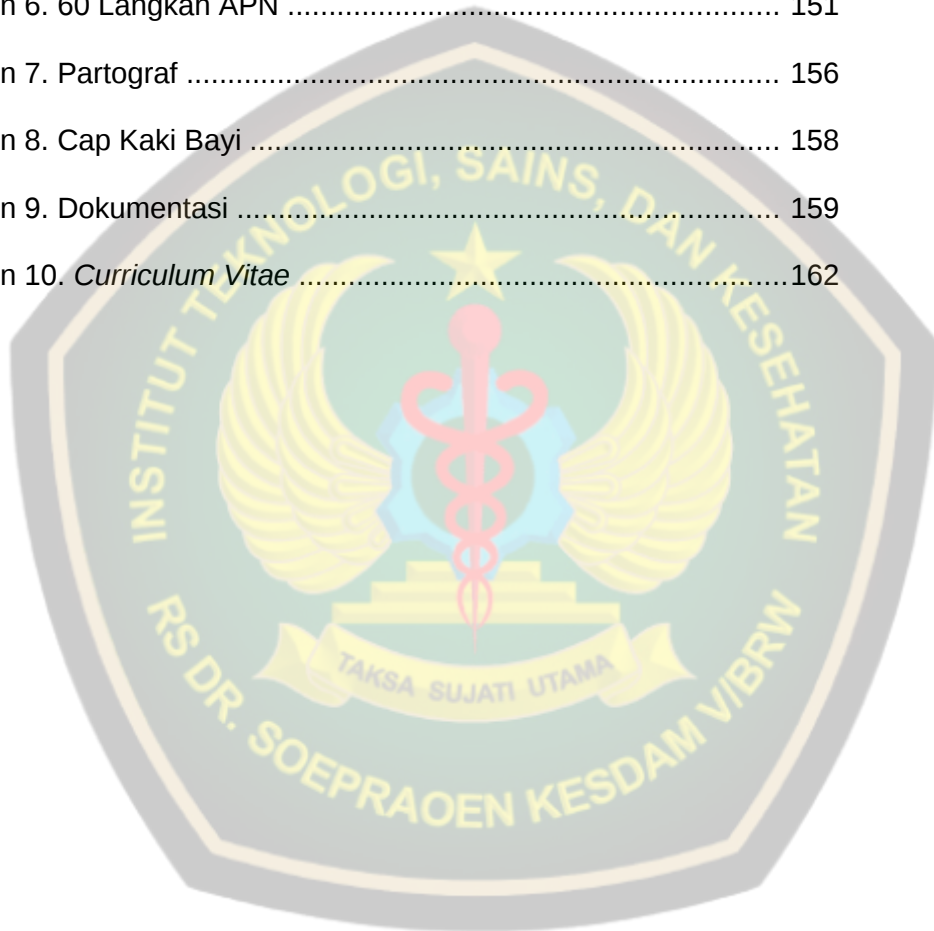 n 6. 60 Langkah APN ............................................................. 151
n 7. Partograf ......................................................................... 156
n 8. Cap Kaki Bayi ................................................................. 158
n 9. Dokumentasi ................................................................... 159
n 10. Curriculum Vitae ............................................................162
INSTITUT TEKNOLOGI, SAINS, DAN KESEHATAN
TAKSA SUJATI UTAMA
RS DR. SOEPRAOEN KESDAM V/BRW